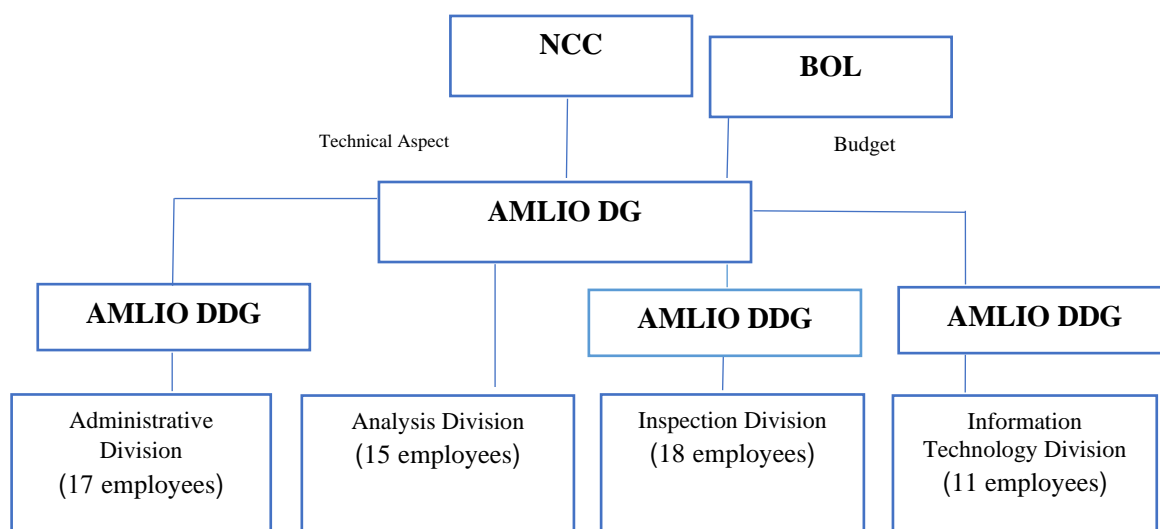 NCC
BOL
Technical Aspect
Budget
AMLIO DG
AMLIO DDG
AMLIO DDG
AMLIO DDG
Administrative
Division
(17 employees)
Analysis Division
(15 employees)
Inspection Division
(18 employees)
Information
Technology Division
(11 employees)